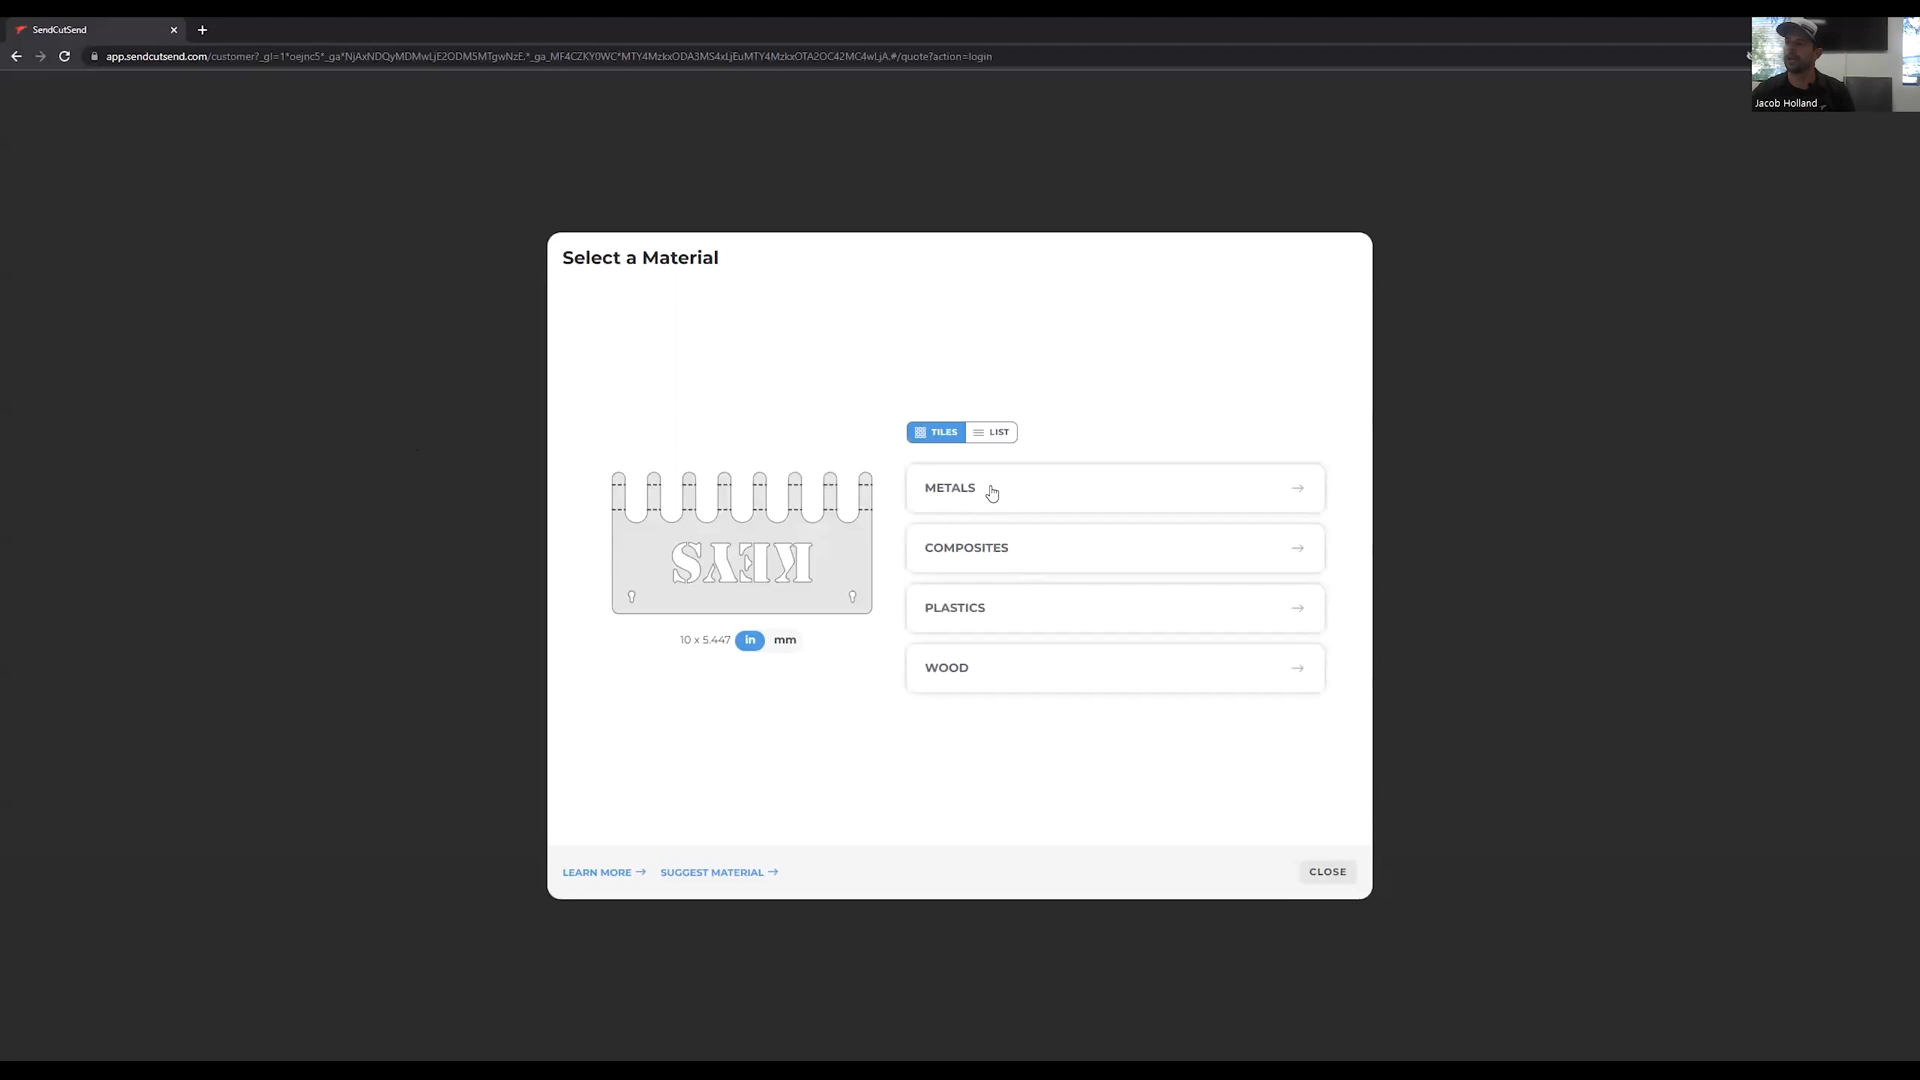 SendCutSend
app.sendcutsend.com/customer?_gl=1*oejnc5*_ga*NjAxNDQyMDMwLjE2ODM5MTgwNzE.*_ga_MF4CZKY0WC*MTY4MzkxODA3MS4xLjEuMTY4MzkxOTA2OC42MC4wLjA.#/quote?action=login
Jacob Holland
Select a Material
TILES
LIST
METALS
COMPOSITES
PLASTICS
WOOD
KEYS
10 x 5.447 in mm
LEARN MORE →
SUGGEST MATERIAL →
CLOSE